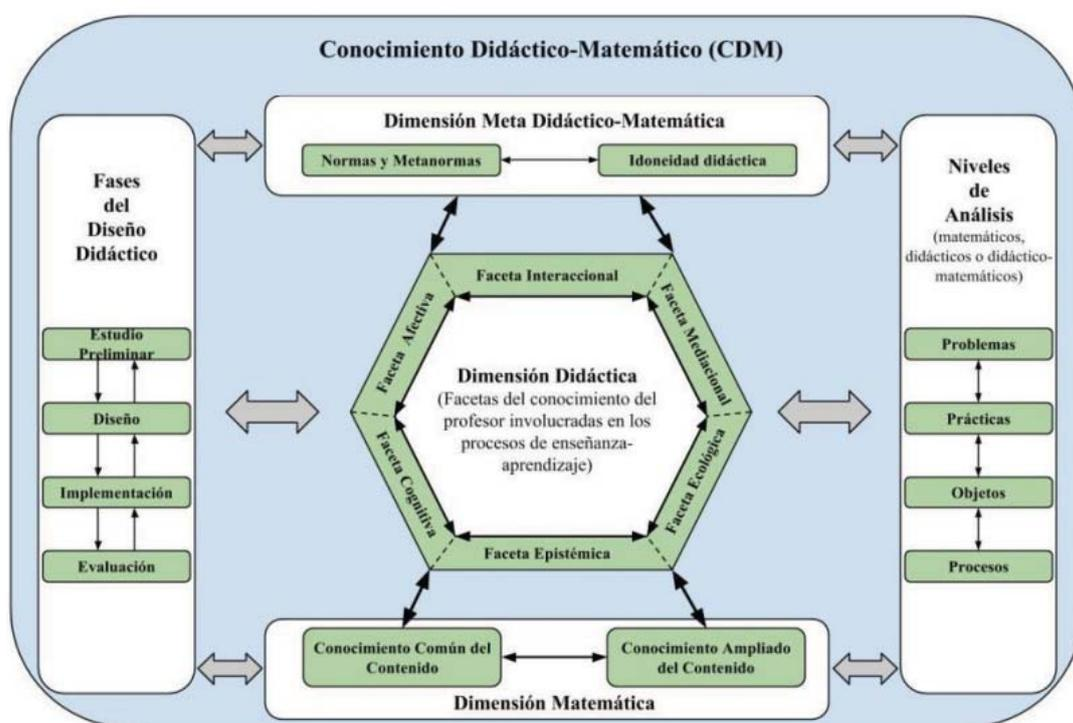 Conocimiento Didáctico-Matemático (CDM)
Dimensión Meta Didáctico-Matemática
Normas y Metanormas
Idoneidad didáctica
Fases
del
Diseño
Didáctico
Estudio
Preliminar
Diseño
Implementación
Evaluación
Faceta Interaccional
Faceta Afectiva
Faceta Mediacional
Dimensión Didáctica
(Facetas del conocimiento del
profesor involucradas en los
procesos de enseñanza-
aprendizaje)
Faceta Cognitiva
Faceta Ecológica
Faceta Epistémica
Niveles
de
Análisis
(matemáticos,
didácticos o didáctico-
matemáticos)
Problemas
Prácticas
Objetos
Procesos
Conocimiento Común del
Contenido
Conocimiento Ampliado
del Contenido
Dimensión Matemática